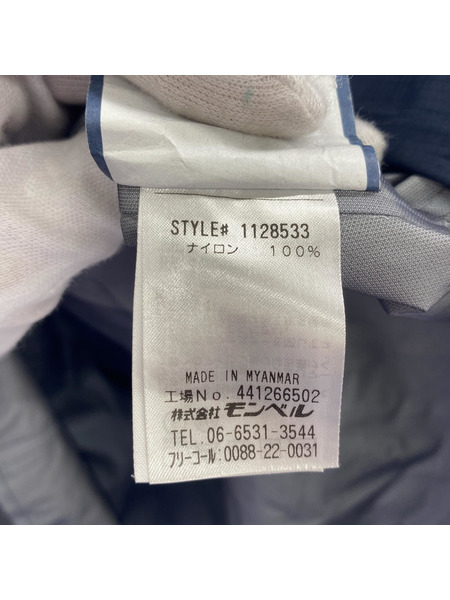 STYLE# 1128533
ナイロン 100%
MADE IN MYANMAR
工場No. 441266502
株式会社 モンベル
TEL. 06-6531-3544
フリーコール: 0088-22-0031